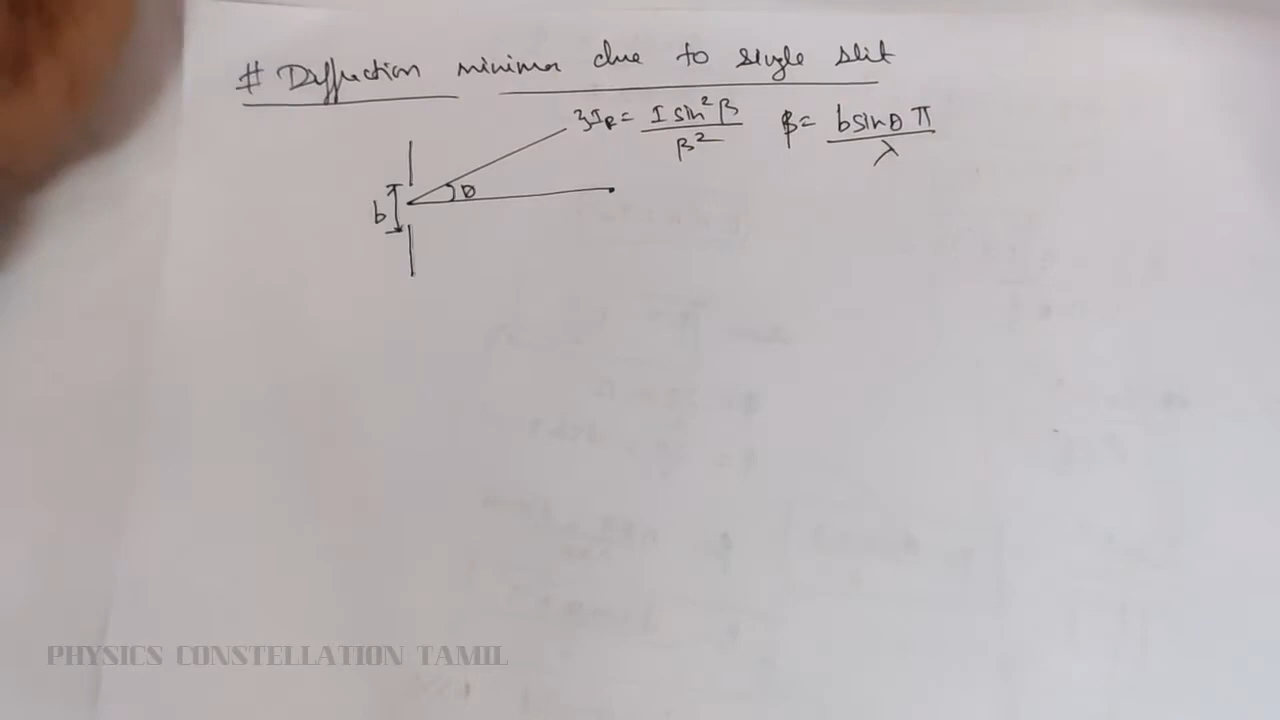 # Diffraction minima due to single slit
}I_R = I sin²β / β²   β = b sinθ π / λ
θ
b
PHYSICS CONSTELLATION TAMIL